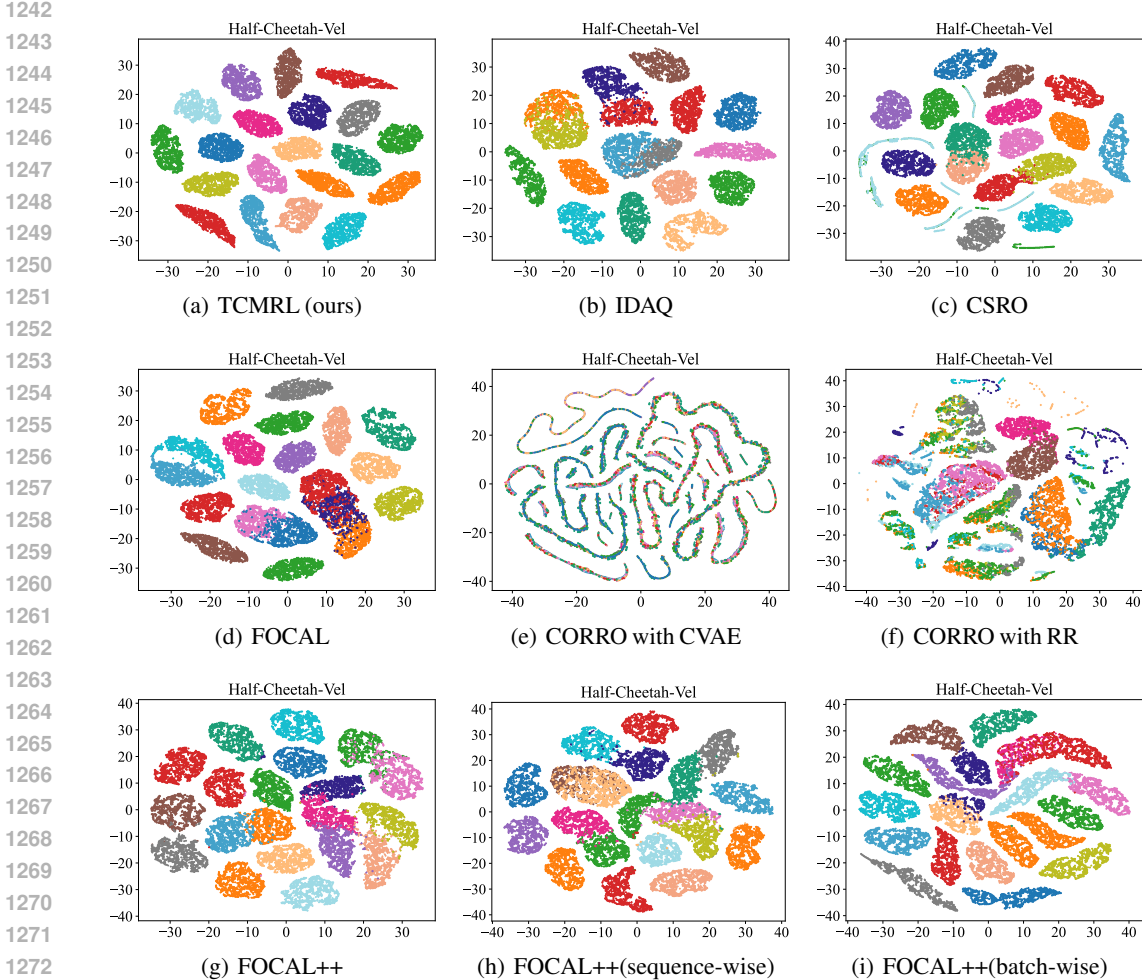 1242
1243
1244
1245
1246
1247
1248
1249
1250
1251
1252
1253
1254
1255
1256
1257
1258
1259
1260
1261
1262
1263
1264
1265
1266
1267
1268
1269
1270
1271
1272
Half-Cheetah-Vel Half-Cheetah-Vel Half-Cheetah-Vel
30 20 10 0 −10 −20 −30
−30 −20 −10 0 10 20 30
30 20 10 0 −10 −20 −30
−30 −20 −10 0 10 20 30
40 30 20 10 0 −10 −20 −30
−30 −20 −10 0 10 20 30
(a) TCMRL (ours) (b) IDAQ (c) CSRO
Half-Cheetah-Vel Half-Cheetah-Vel Half-Cheetah-Vel
30 20 10 0 −10 −20 −30
−30 −20 −10 0 10 20 30
40 20 0 −20 −40
−40 −20 0 20 40
40 30 20 10 0 −10 −20 −30 −40
−40 −30 −20 −10 0 10 20 30 40
(d) FOCAL (e) CORRO with CVAE (f) CORRO with RR
Half-Cheetah-Vel Half-Cheetah-Vel Half-Cheetah-Vel
40 30 20 10 0 −10 −20 −30 −40
−30 −20 −10 0 10 20 30
40 30 20 10 0 −10 −20 −30 −40
−40 −30 −20 −10 0 10 20 30 40
40 30 20 10 0 −10 −20 −30 −40
−40 −30 −20 −10 0 10 20 30 40
(g) FOCAL++ (h) FOCAL++(sequence-wise) (i) FOCAL++(batch-wise)